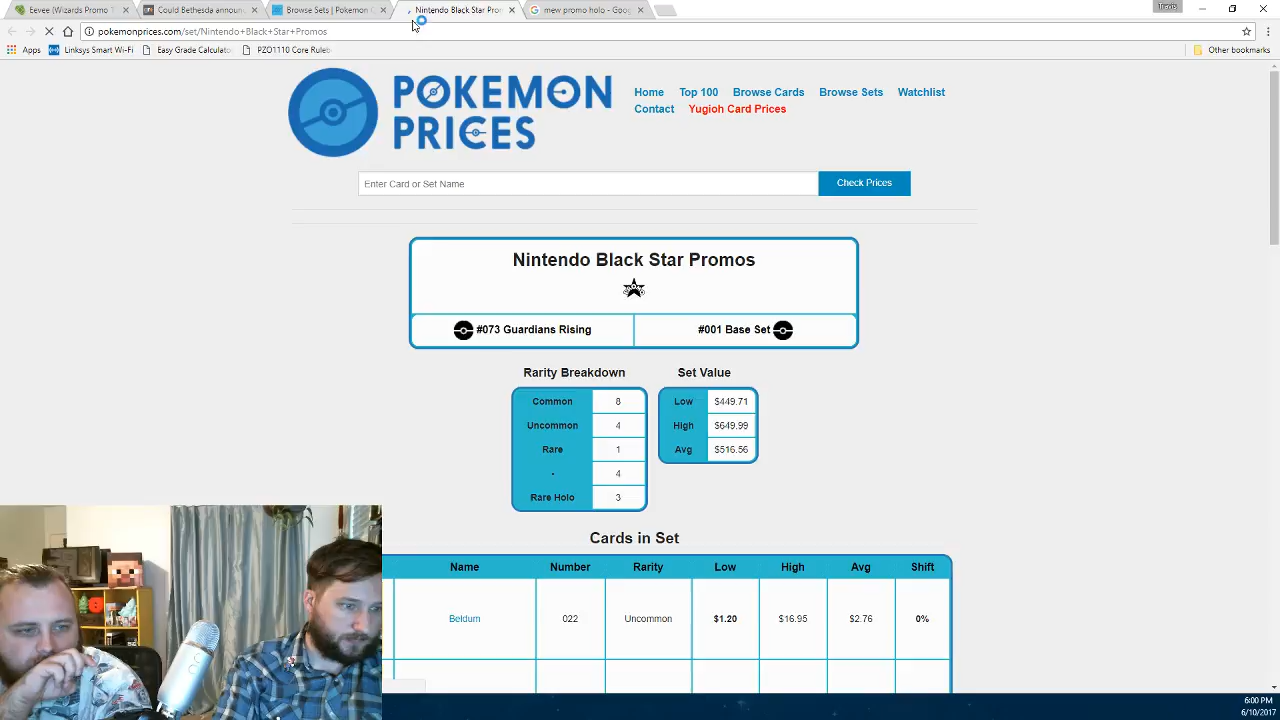 Eevee (Wizards Promo T
Could Bethesda announ
Browse Sets | Pokemon C
Nintendo Black Star Pro
mew promo holo - Goo
Travis
pokemonprices.com/set/Nintendo+Black+Star+Promos
Apps
Linksys Smart Wi-Fi
Easy Grade Calculato
PZO1110 Core Ruleb
Other bookmarks
POKEMON
PRICES
Home Top 100 Browse Cards Browse Sets Watchlist
Contact Yugioh Card Prices
Enter Card or Set Name
Check Prices
Nintendo Black Star Promos
#073 Guardians Rising
#001 Base Set
Rarity Breakdown
Set Value
Common 8
Uncommon 4
Rare 1
- 4
Rare Holo 3
Low $449.71
High $649.99
Avg $516.56
Cards in Set
Name Number Rarity Low High Avg Shift
Beldum 022 Uncommon $1.20 $16.95 $2.76 0%
6:00 PM
6/10/2017